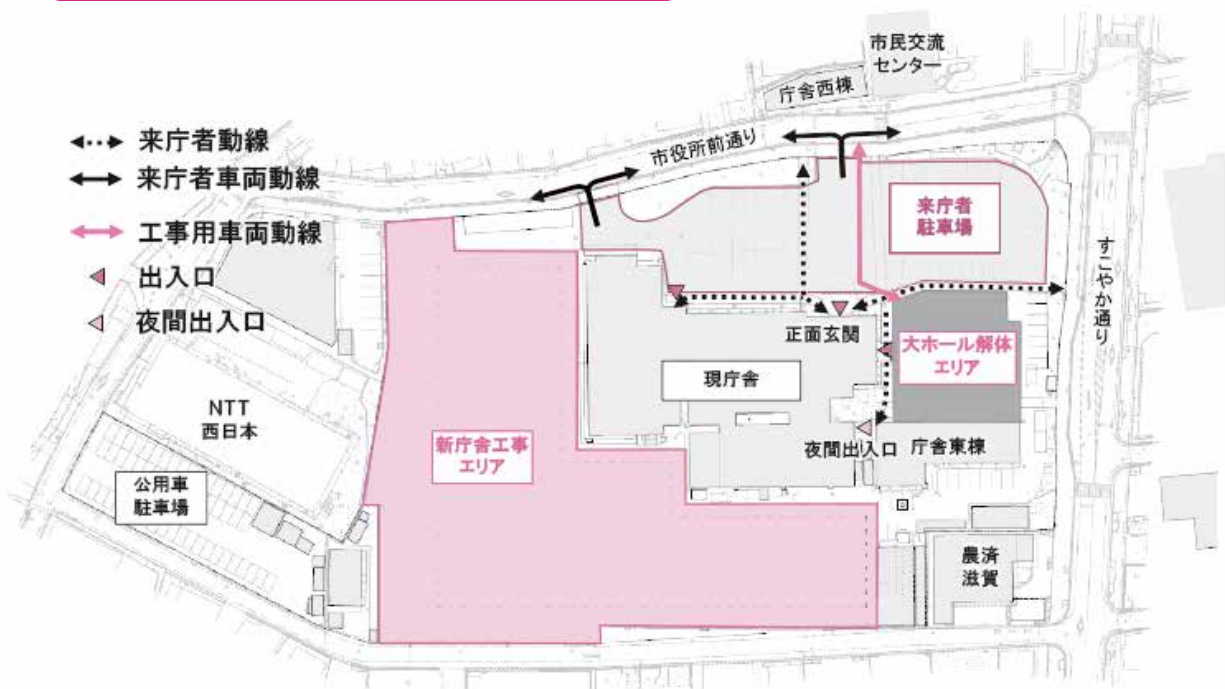 市民交流
センター
庁舎西棟
市役所前通り
来庁者動線
来庁者車両動線
工事用車両動線
出入口
夜間出入口
来庁者
駐車場
すこやか通り
正面玄関
大ホール解体
エリア
現庁舎
NTT
西日本
新庁舎工事
エリア
夜間出入口
庁舎東棟
公用車
駐車場
農済
滋賀